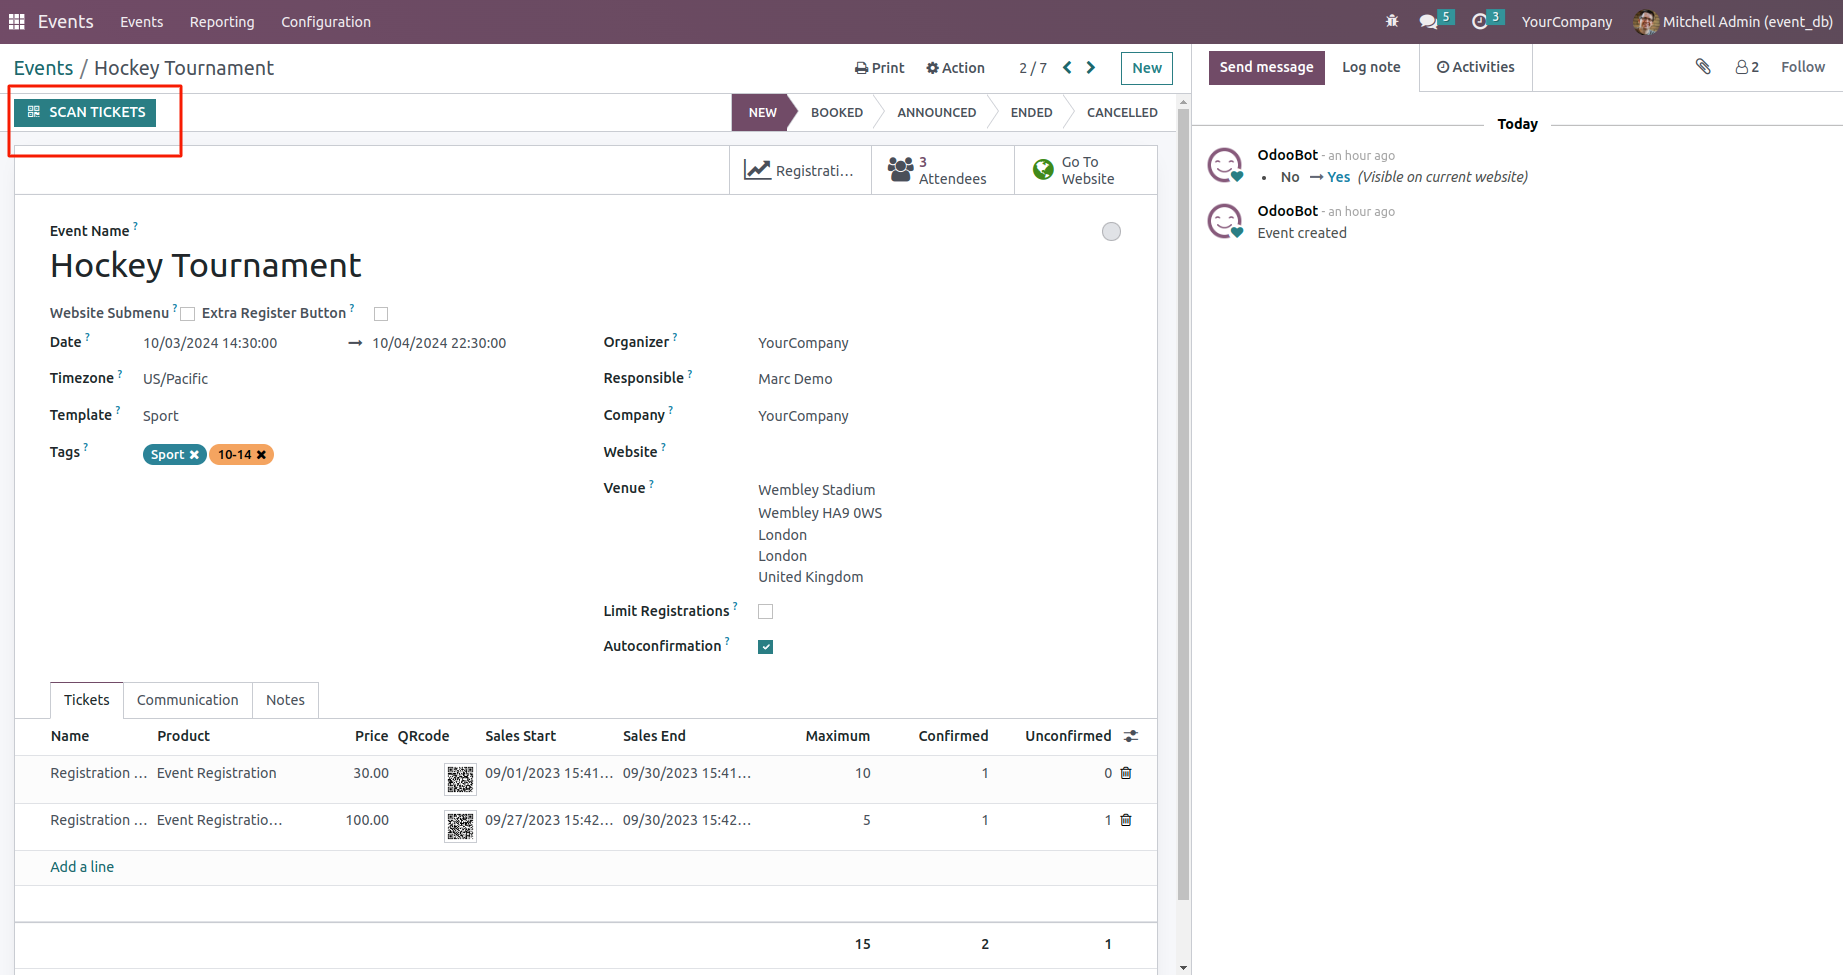 Events Events Reporting Configuration 5 3 YourCompany Mitchell Admin (event_db)
Events / Hockey Tournament Print Action 2 / 7 New
SCAN TICKETS NEW BOOKED ANNOUNCED ENDED CANCELLED
Registrati... 3 Attendees Go To Website
Event Name ?
Hockey Tournament
Website Submenu ? Extra Register Button ?
Date ? 10/03/2024 14:30:00 → 10/04/2024 22:30:00
Timezone ? US/Pacific
Template ? Sport
Tags ? Sport ✖ 10-14 ✖
Organizer ? YourCompany
Responsible ? Marc Demo
Company ? YourCompany
Website ?
Venue ? Wembley Stadium
Wembley HA9 0WS
London
London
United Kingdom
Limit Registrations ?
Autoconfirmation ?
Tickets Communication Notes
Name Product Price QRcode Sales Start Sales End Maximum Confirmed Unconfirmed
Registration ... Event Registration 30.00 09/01/2023 15:41... 09/30/2023 15:41... 10 1 0
Registration ... Event Registratio... 100.00 09/27/2023 15:42... 09/30/2023 15:42... 5 1 1
Add a line
15 2 1
Send message Log note Activities 2 Follow
Today
OdooBot - an hour ago
• No → Yes (Visible on current website)
OdooBot - an hour ago
Event created